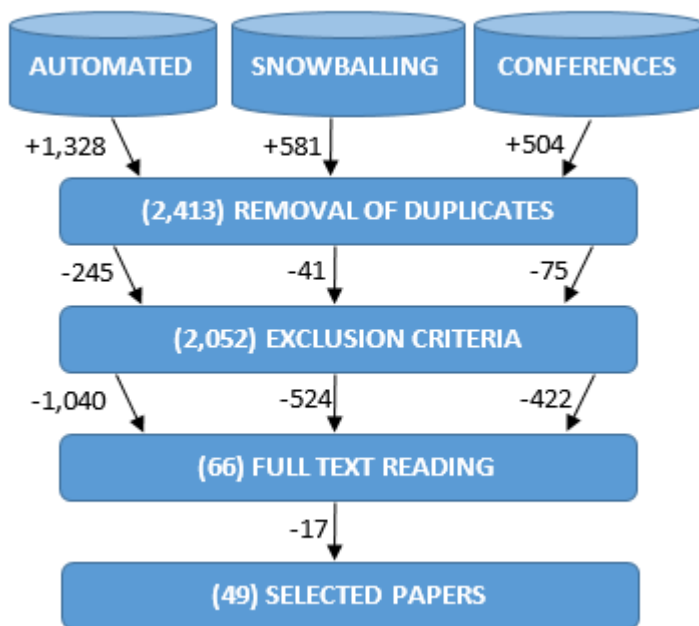 AUTOMATED
SNOWBALLING
CONFERENCES
+1,328
+581
+504
(2,413) REMOVAL OF DUPLICATES
-245
-41
-75
(2,052) EXCLUSION CRITERIA
-1,040
-524
-422
(66) FULL TEXT READING
-17
(49) SELECTED PAPERS